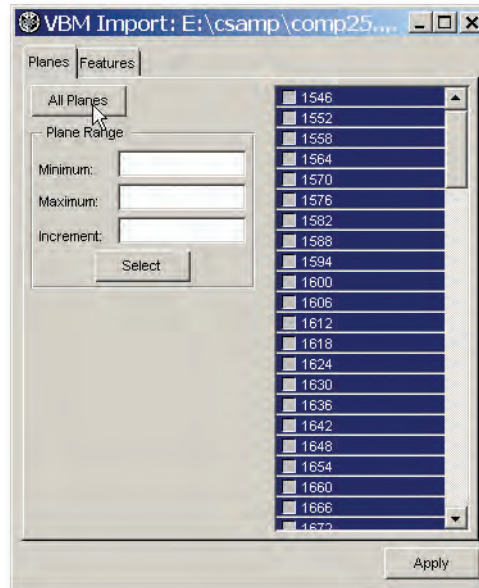 VBM Import: E:\csamp\comp25....
Planes
Features
All Planes
Plane Range
Minimum:
Maximum:
Increment:
Select
1546
1552
1558
1564
1570
1576
1582
1588
1594
1600
1606
1612
1618
1624
1630
1636
1642
1648
1654
1660
1666
1672
Apply